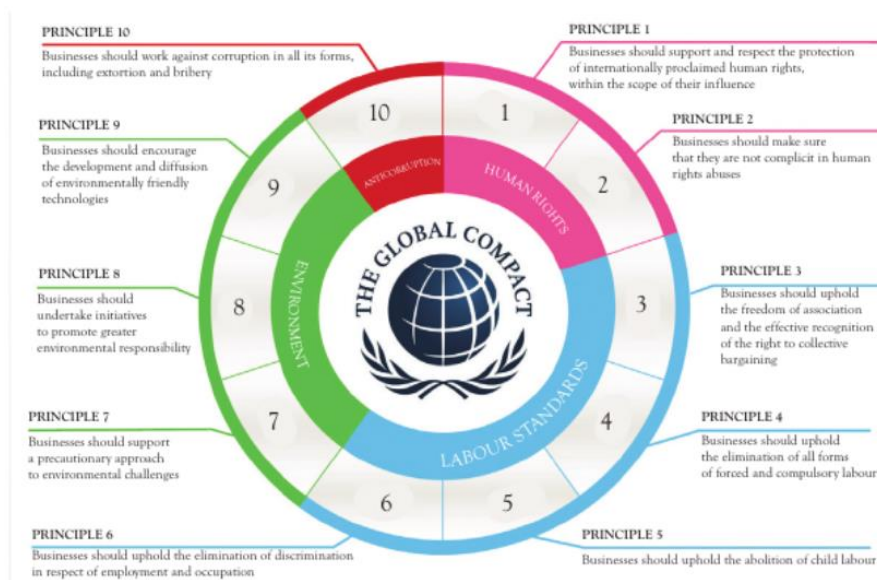 PRINCIPLE 10
Businesses should work against corruption in all its forms,
including extortion and bribery
PRINCIPLE 1
Businesses should support and respect the protection
of internationally proclaimed human rights,
within the scope of their influence
PRINCIPLE 9
Businesses should encourage
the development and diffusion
of environmentally friendly
technologies
PRINCIPLE 2
Businesses should make sure
that they are not complicit in human
rights abuses
PRINCIPLE 8
Businesses should
undertake initiatives
to promote greater
environmental responsibility
PRINCIPLE 3
Businesses should uphold
the freedom of association
and the effective recognition
of the right to collective
bargaining
PRINCIPLE 7
Businesses should support
a precautionary approach
to environmental challenges
PRINCIPLE 4
Businesses should uphold
the elimination of all forms
of forced and compulsory labour
PRINCIPLE 6
Businesses should uphold the elimination of discrimination
in respect of employment and occupation
PRINCIPLE 5
Businesses should uphold the abolition of child labour
10
1
9
2
8
3
7
4
6
5
ANTICORRUPTION
HUMAN RIGHTS
ENVIRONMENT
LABOUR STANDARDS
THE GLOBAL COMPACT